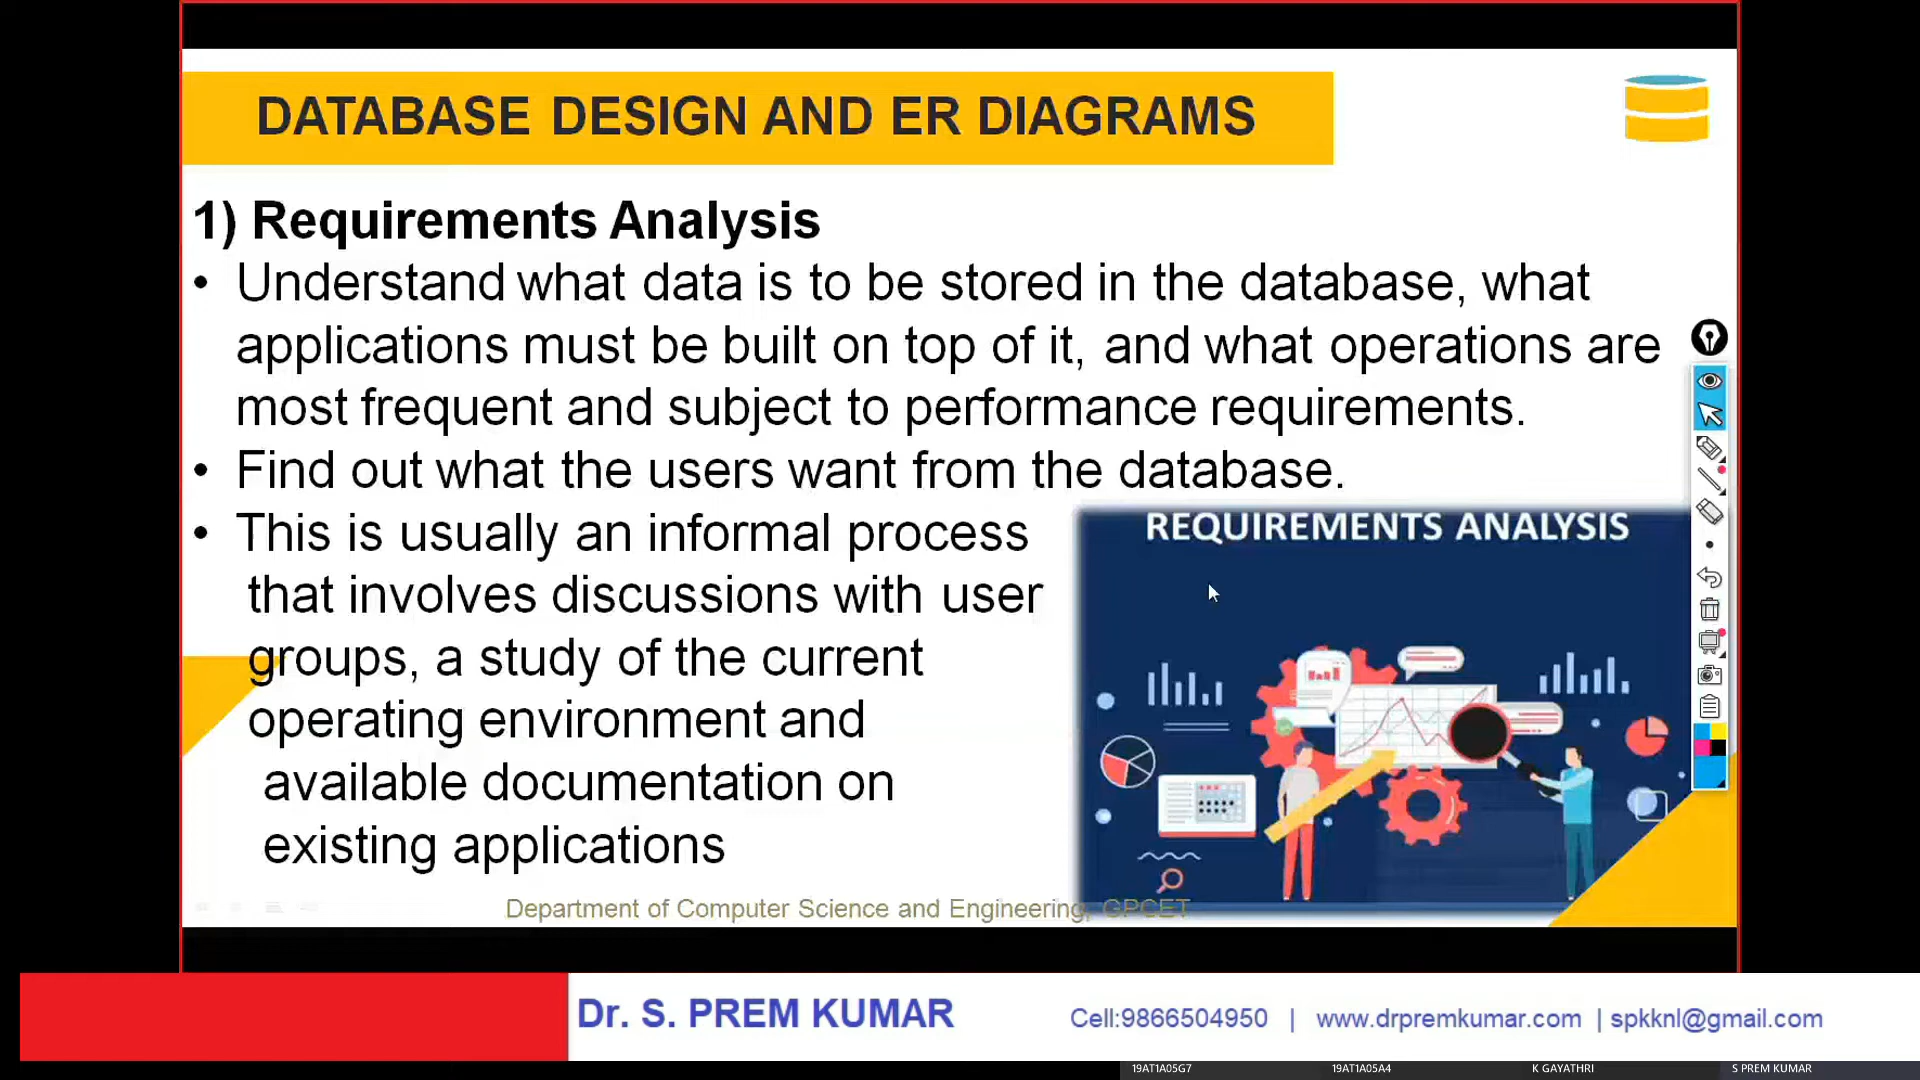 DATABASE DESIGN AND ER DIAGRAMS
1) Requirements Analysis
• Understand what data is to be stored in the database, what
applications must be built on top of it, and what operations are
most frequent and subject to performance requirements.
• Find out what the users want from the database.
• This is usually an informal process
that involves discussions with user
groups, a study of the current
operating environment and
available documentation on
existing applications
REQUIREMENTS ANALYSIS
Department of Computer Science and Engineering, GPCET
Dr. S. PREM KUMAR
Cell:9866504950 | www.drpremkumar.com | spkknl@gmail.com
19AT1A05G7 19AT1A05A4 K GAYATHRI S PREM KUMAR